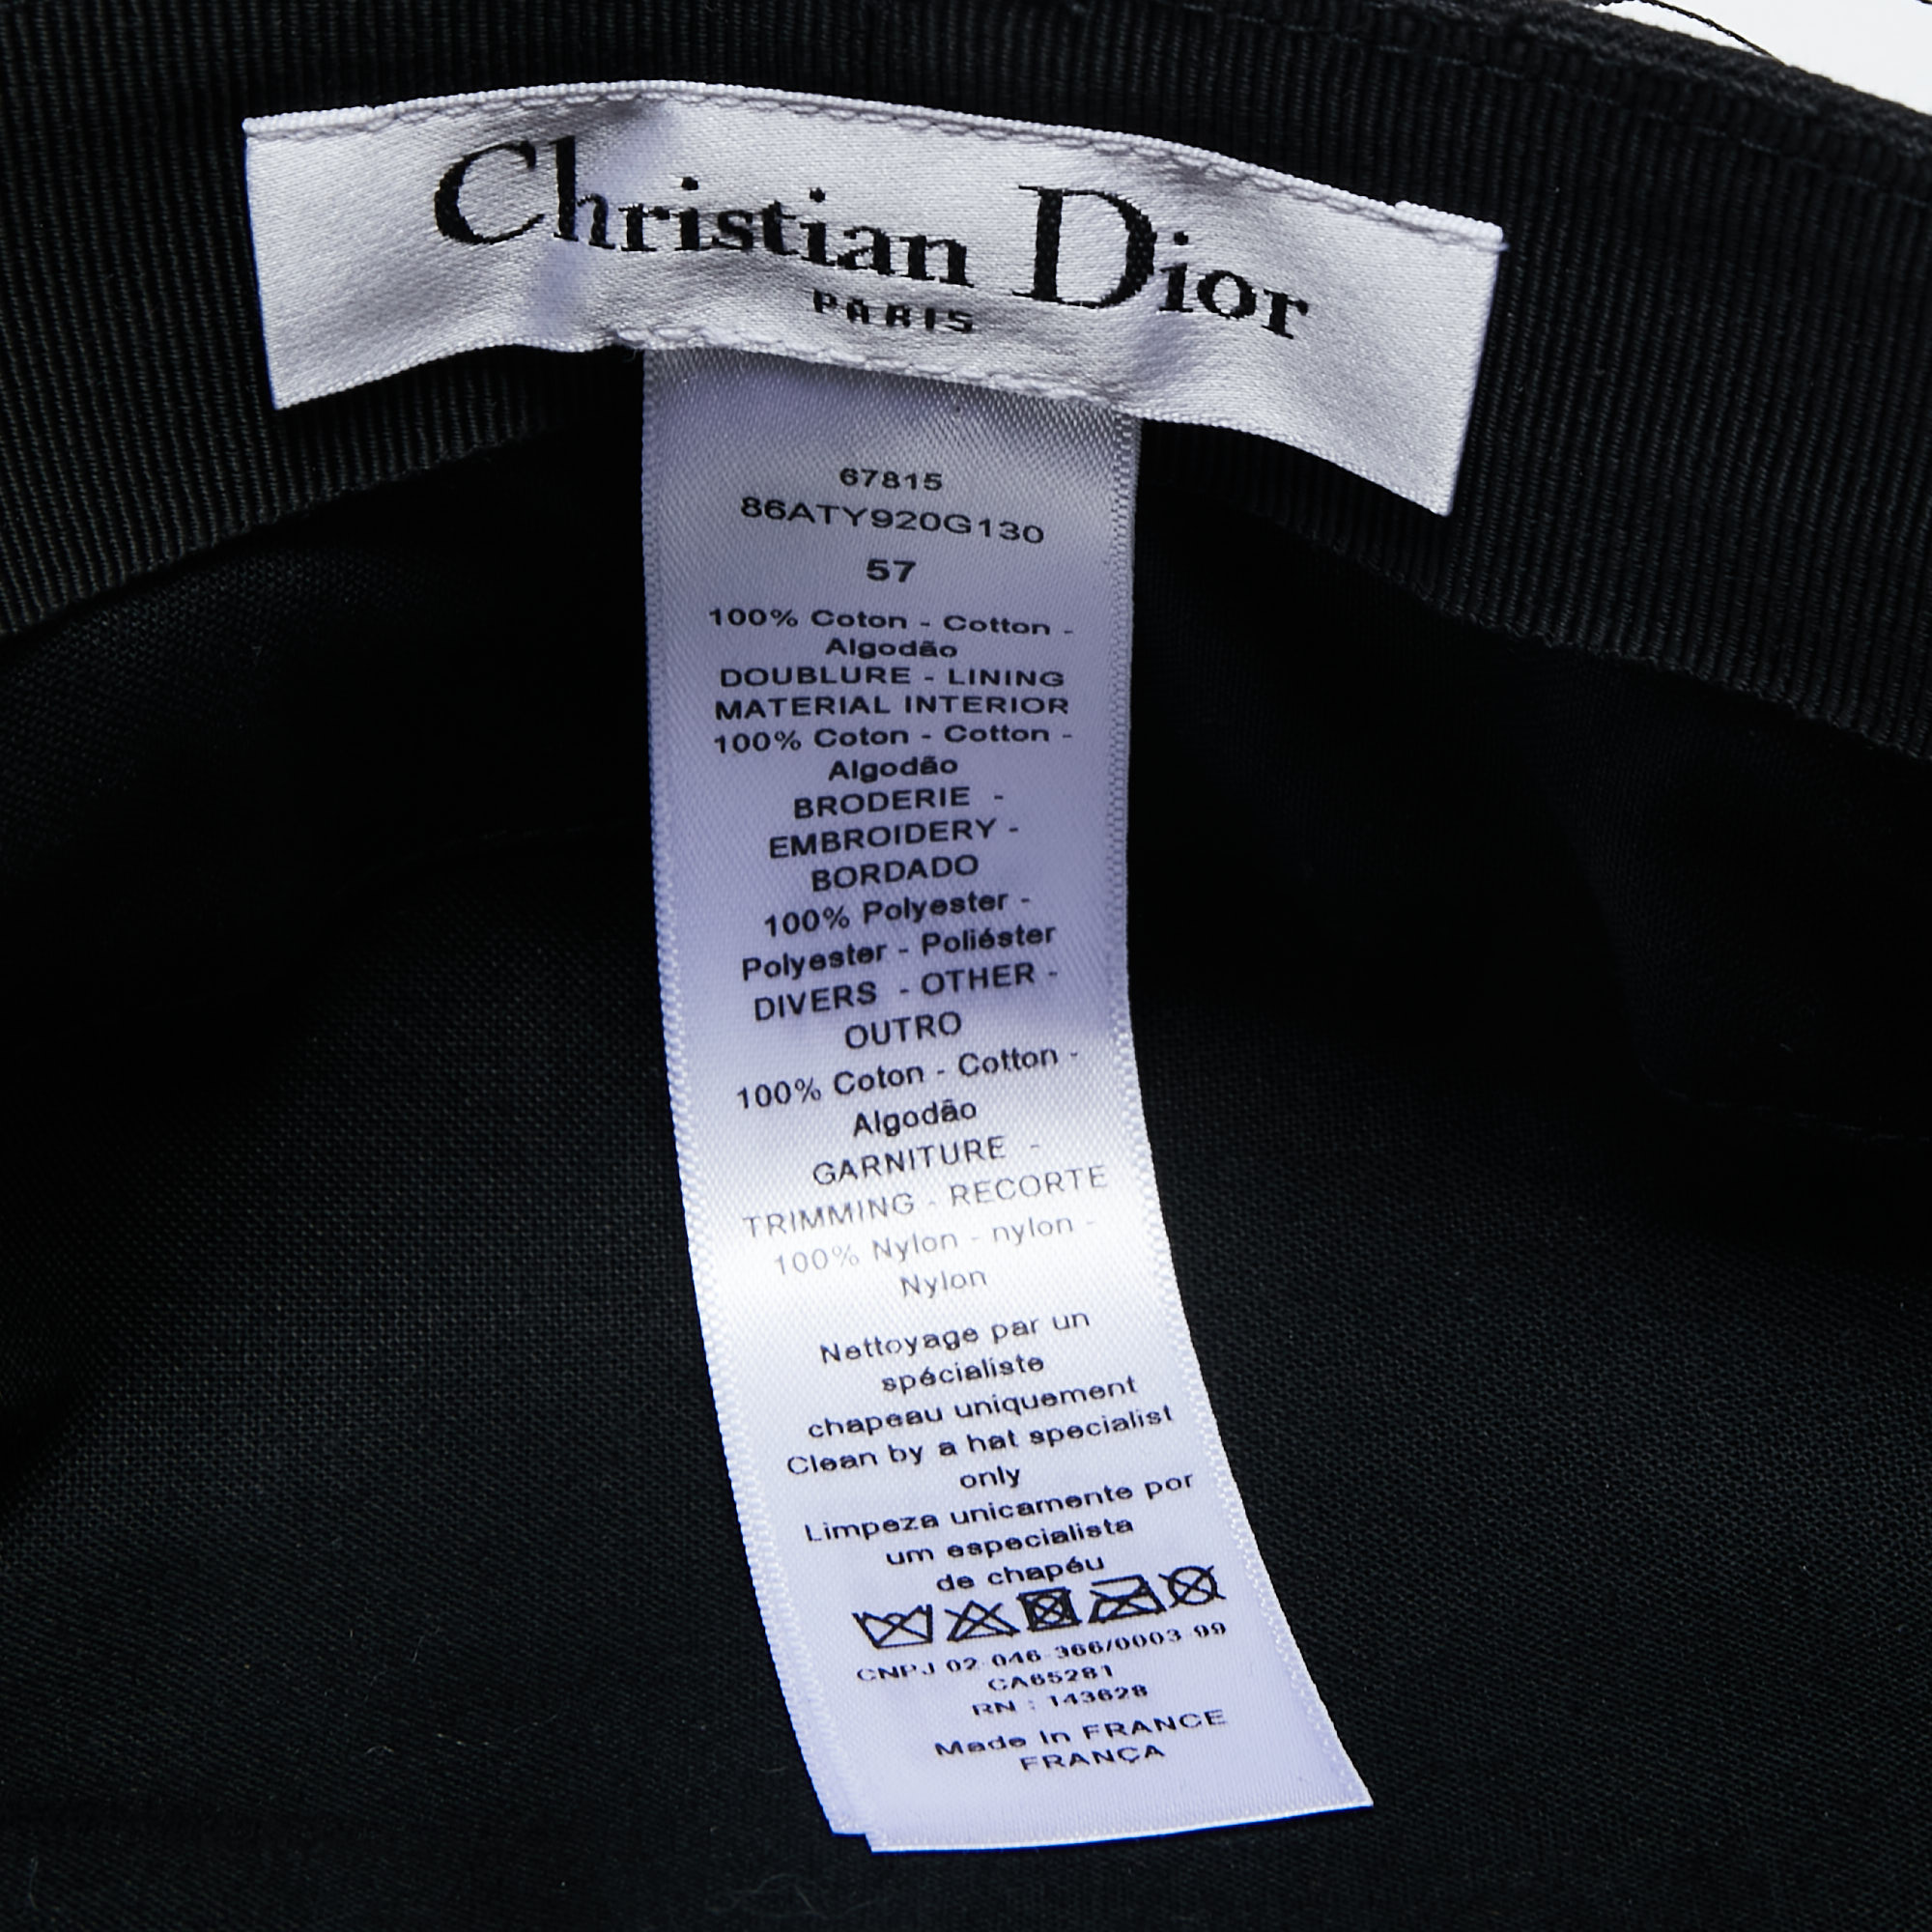 Christian Dior
PARIS
67815
86ATY920G130
57
100% Coton - Cotton -
Algodão
DOUBLURE - LINING
MATERIAL INTERIOR
100% Coton - Cotton -
Algodão
BRODERIE -
EMBROIDERY -
BORDADO
100% Polyester -
Polyester - Poliéster
DIVERS - OTHER -
OUTRO
100% Coton - Cotton -
Algodão
GARNITURE -
TRIMMING - RECORTE
100% Nylon - nylon -
Nylon
Nettoyage par un
spécialiste
chapeau uniquement
Clean by a hat specialist
only
Limpeza unicamente por
um especialista
de chapéu
CNPJ 02 046 366/0003 99
CA65281
RN : 143628
Made in FRANCE
FRANÇA